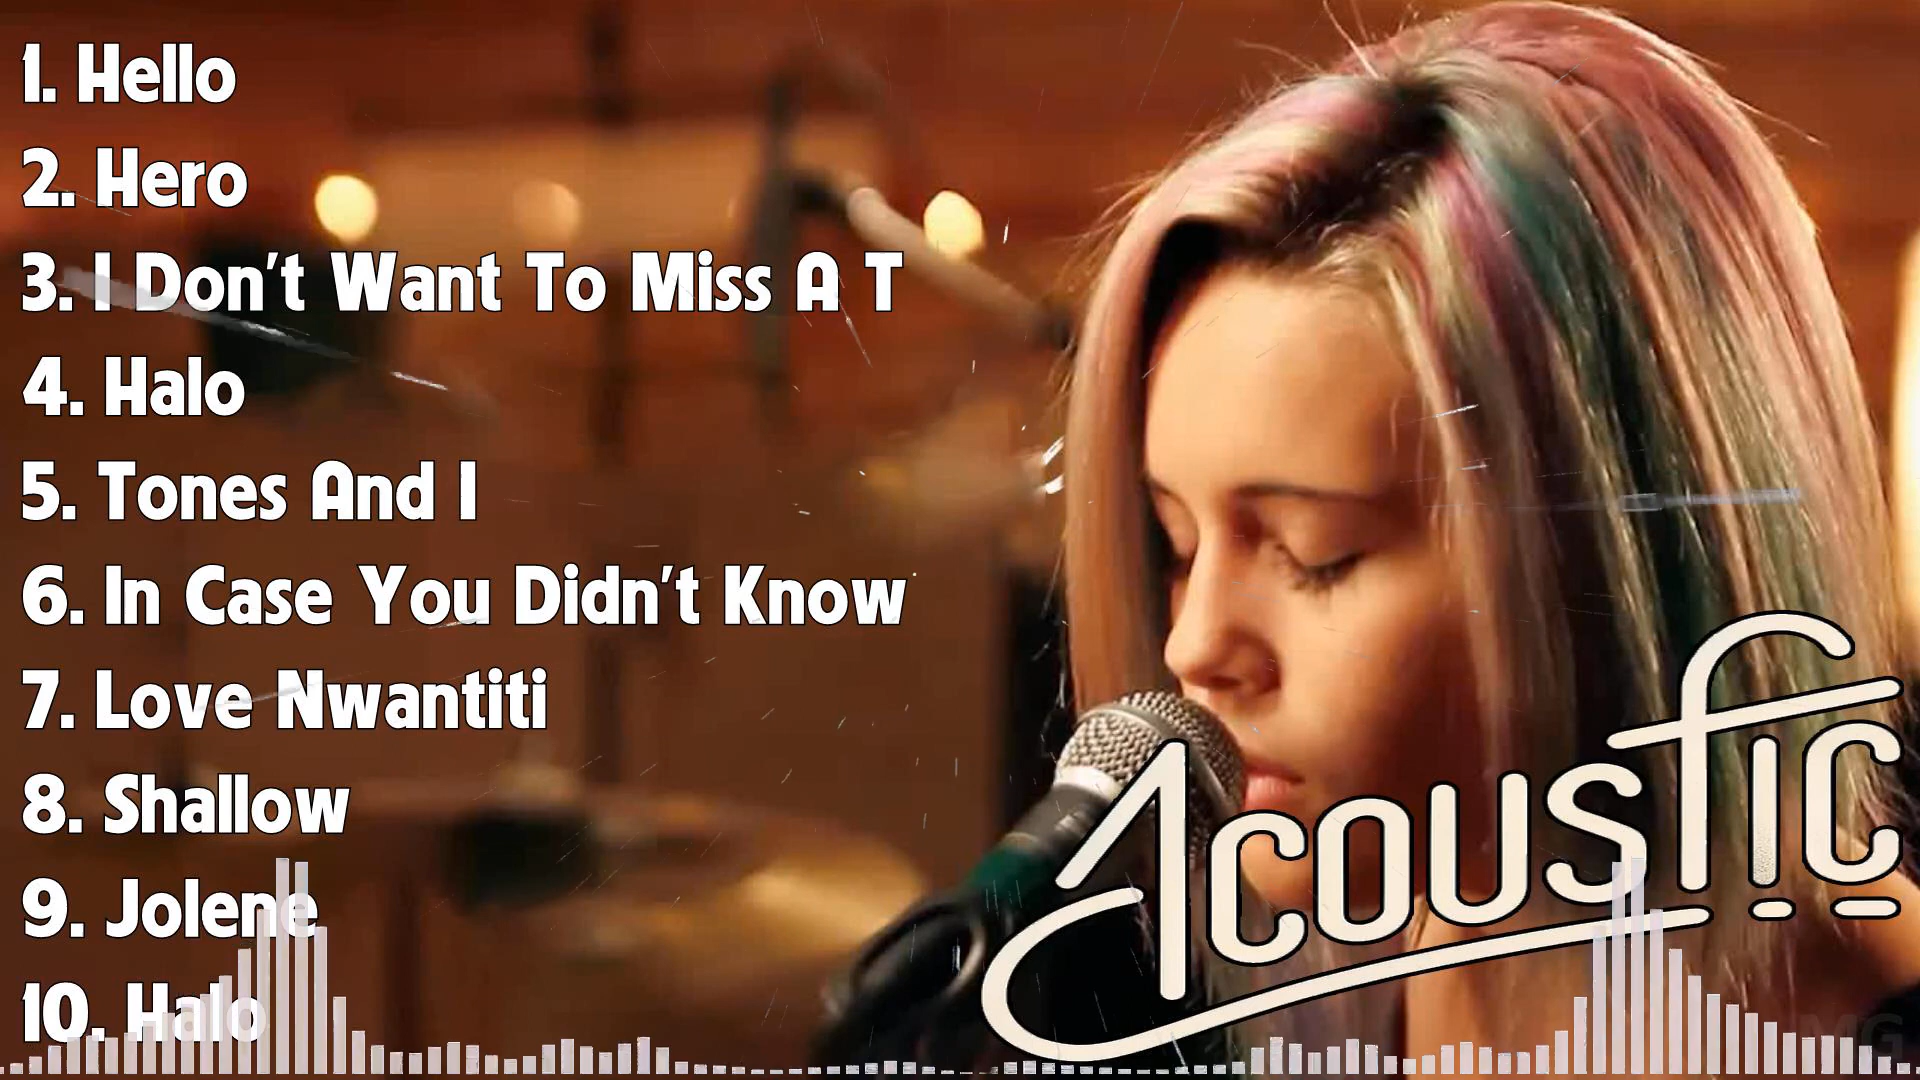 1. Hello
2. Hero
3. I Don't Want To Miss A T
4. Halo
5. Tones And I
6. In Case You Didn't Know
7. Love Nwantiti
8. Shallow
9. Jolene
10. Halo
Acoustic
MG